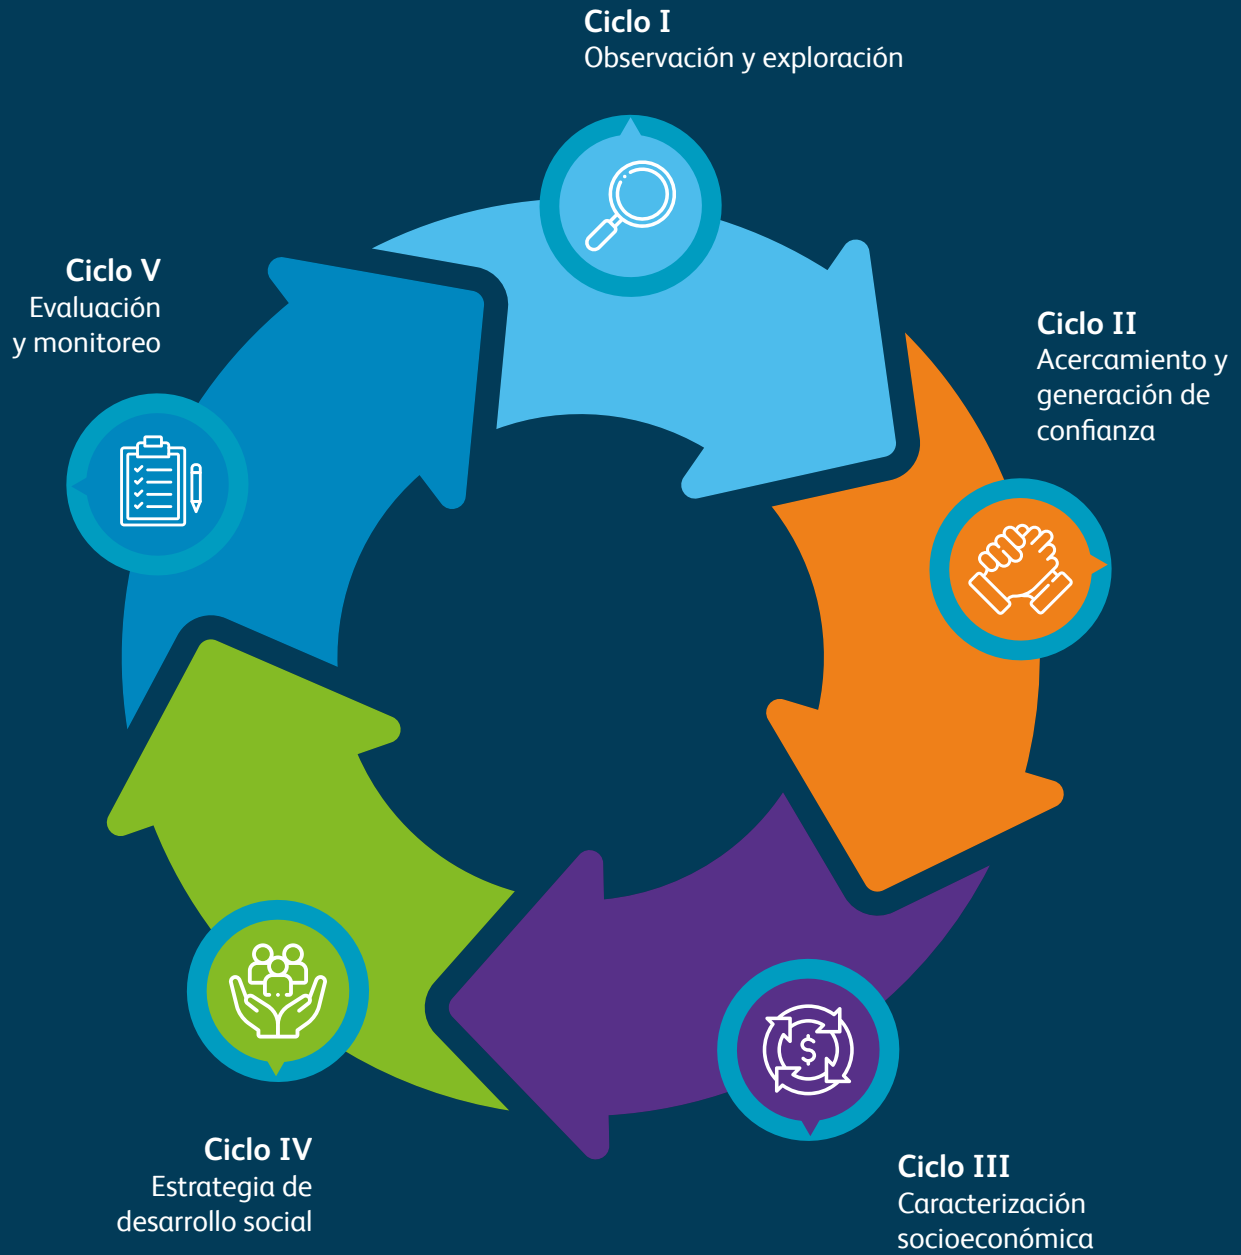 Ciclo I
Observación y exploración
Ciclo II
Acercamiento y
generación de
confianza
Ciclo III
Caracterización
socioeconómica
Ciclo IV
Estrategia de
desarrollo social
Ciclo V
Evaluación
y monitoreo
$